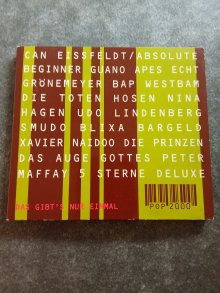 CAN EISSFELDT/ABSOLUTE
BEGINNER GUANO APES ECHT
GRÖNEMEYER BAP WESTBAM
DIE TOTEN HOSEN NINA
HAGEN UDO LINDENBERG
SMUDO BLIXA BARGELD
XAVIER NAIDOO DIE PRINZEN
DAS AUGE GOTTES PETER
MAFFAY 5 STERNE DELUXE
DAS GIBT'S NUR EINMAL
POP 2000